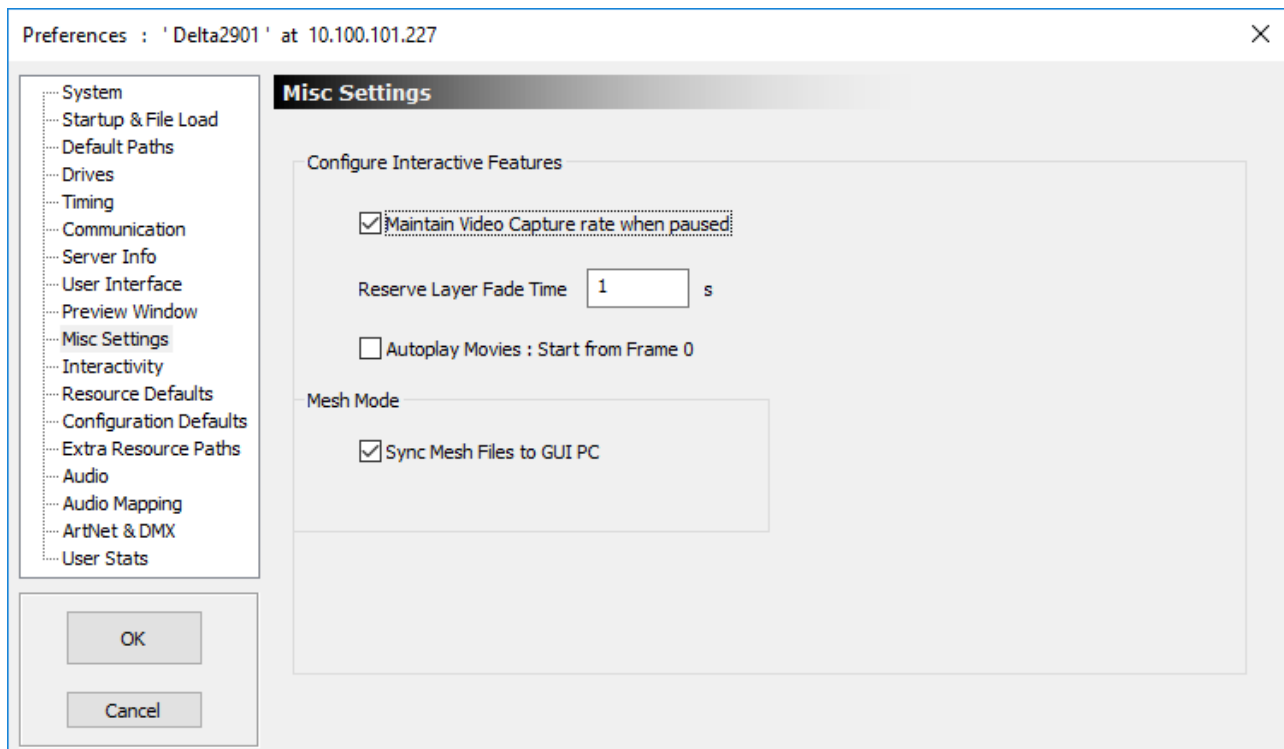 Preferences : ' Delta2901 ' at 10.100.101.227
System
Startup & File Load
Default Paths
Drives
Timing
Communication
Server Info
User Interface
Preview Window
Misc Settings
Interactivity
Resource Defaults
Configuration Defaults
Extra Resource Paths
Audio
Audio Mapping
ArtNet & DMX
User Stats
OK
Cancel
Misc Settings
Configure Interactive Features
Maintain Video Capture rate when paused
Reserve Layer Fade Time 1 s
Autoplay Movies : Start from Frame 0
Mesh Mode
Sync Mesh Files to GUI PC